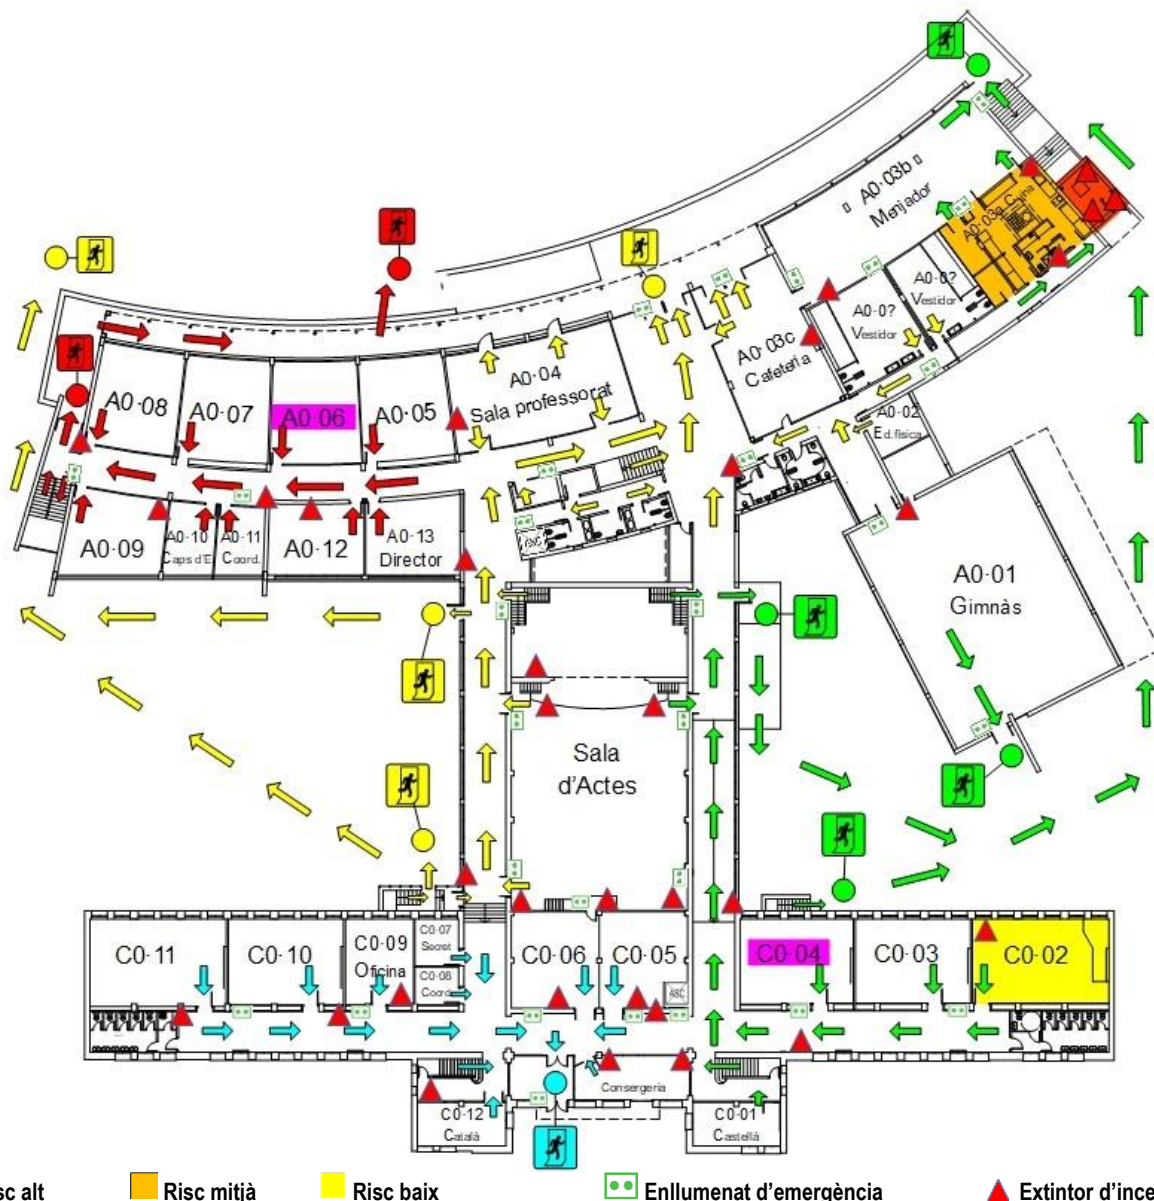 A0·03b
Menjador
A0·03a Cuina
A0·0?
Vestidor
A0·0?
Vestidor
A0·03c
Cafeteria
A0·04
Sala professorat
A0·08
A0·07
A0·06
A0·05
A0·02
Ed.física
A0·09
A0·10
Caps d'E
A0·11
Coord.
A0·12
A0·13
Director
A0·01
Gimnàs
Sala
d'Actes
C0·11
C0·10
C0·09
Oficina
C0·07
Secret
C0·08
Coord
C0·06
C0·05
ASC
C0·04
C0·03
C0·02
Consergeria
C0·12
Català
C0·01
Castellà
sc alt
Risc mitjà
Risc baix
Enllumenat d'emergència
Extintor d'ince